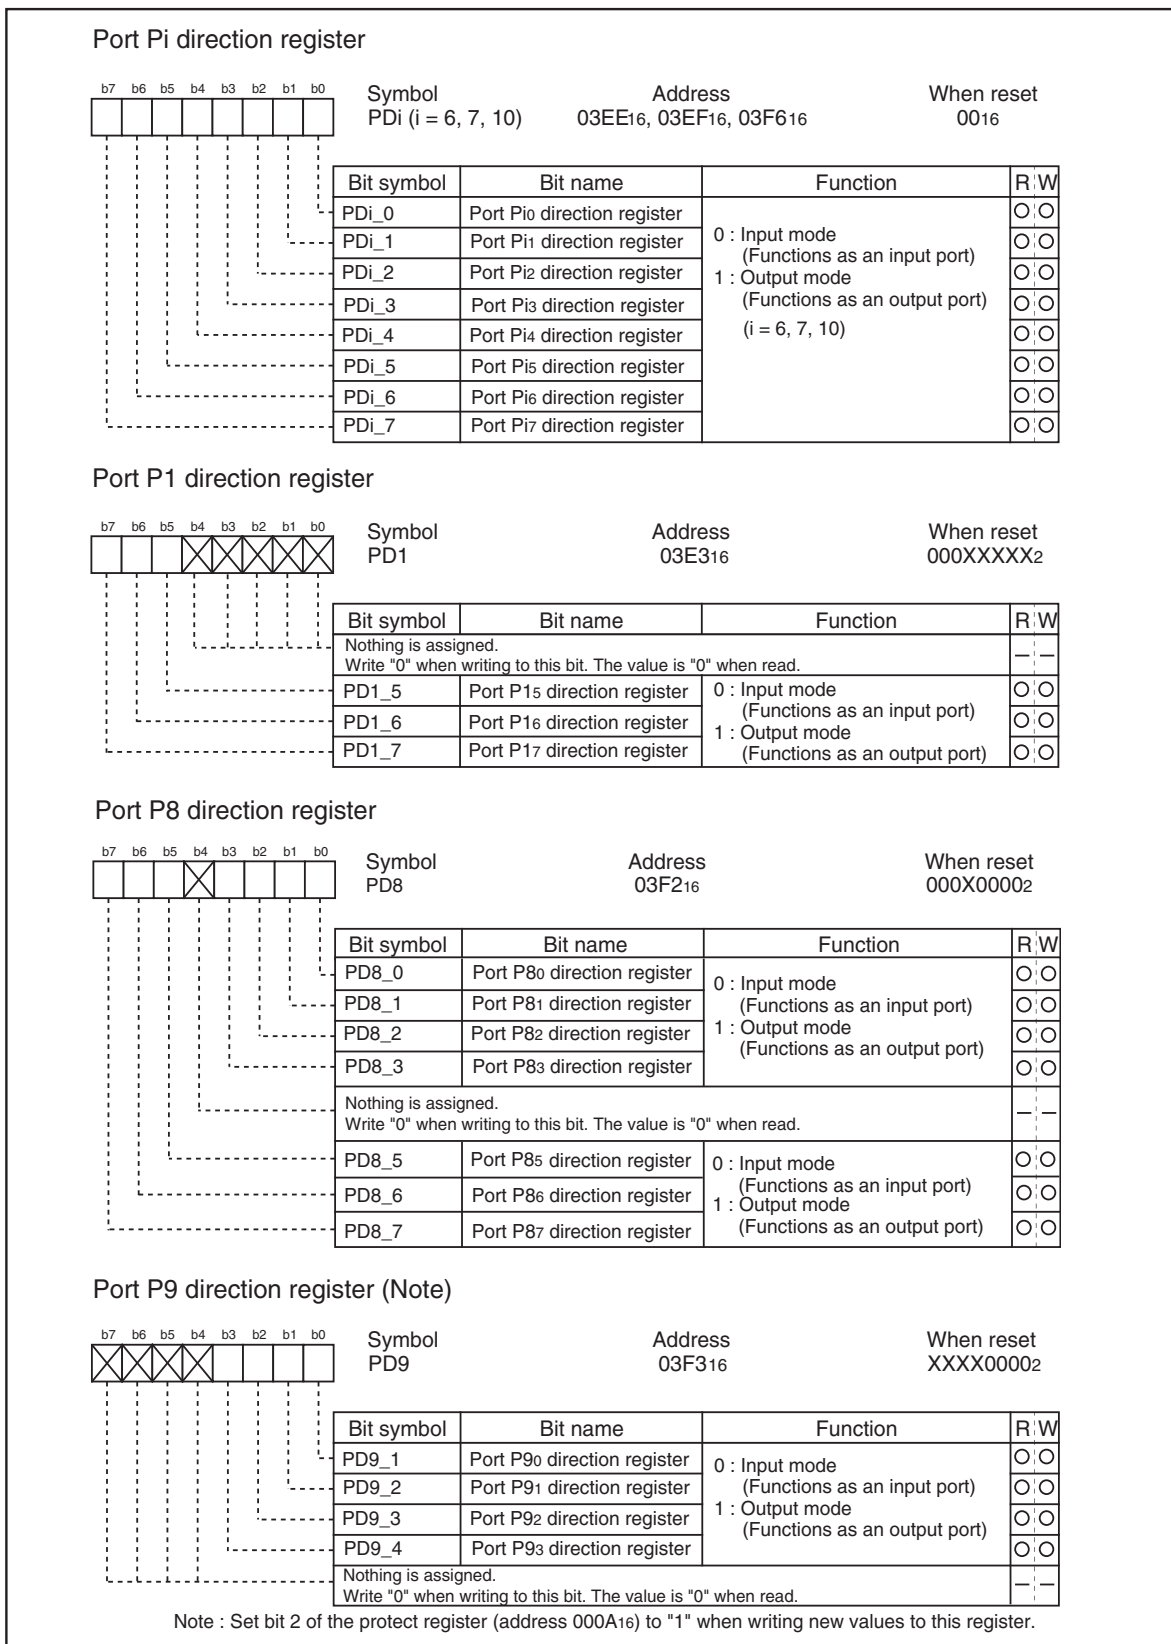 Port Pi direction register
b7 b6 b5 b4 b3 b2 b1 b0
Symbol Address When reset
PDi (i = 6, 7, 10) 03EE16, 03EF16, 03F616 0016
Bit symbol Bit name Function R W
PDi_0 Port Pi0 direction register
PDi_1 Port Pi1 direction register
PDi_2 Port Pi2 direction register
PDi_3 Port Pi3 direction register
PDi_4 Port Pi4 direction register
PDi_5 Port Pi5 direction register
PDi_6 Port Pi6 direction register
PDi_7 Port Pi7 direction register
0 : Input mode
(Functions as an input port)
1 : Output mode
(Functions as an output port)
(i = 6, 7, 10)
Port P1 direction register
b7 b6 b5 b4 b3 b2 b1 b0
Symbol Address When reset
PD1 03E316 000XXXXX2
Bit symbol Bit name Function R W
Nothing is assigned.
Write "0" when writing to this bit. The value is "0" when read.
PD1_5 Port P15 direction register
PD1_6 Port P16 direction register
PD1_7 Port P17 direction register
0 : Input mode
(Functions as an input port)
1 : Output mode
(Functions as an output port)
Port P8 direction register
b7 b6 b5 b4 b3 b2 b1 b0
Symbol Address When reset
PD8 03F216 000X00002
Bit symbol Bit name Function R W
PD8_0 Port P80 direction register
PD8_1 Port P81 direction register
PD8_2 Port P82 direction register
PD8_3 Port P83 direction register
0 : Input mode
(Functions as an input port)
1 : Output mode
(Functions as an output port)
Nothing is assigned.
Write "0" when writing to this bit. The value is "0" when read.
PD8_5 Port P85 direction register
PD8_6 Port P86 direction register
PD8_7 Port P87 direction register
0 : Input mode
(Functions as an input port)
1 : Output mode
(Functions as an output port)
Port P9 direction register (Note)
b7 b6 b5 b4 b3 b2 b1 b0
Symbol Address When reset
PD9 03F316 XXXX00002
Bit symbol Bit name Function R W
PD9_1 Port P90 direction register
PD9_2 Port P91 direction register
PD9_3 Port P92 direction register
PD9_4 Port P93 direction register
0 : Input mode
(Functions as an input port)
1 : Output mode
(Functions as an output port)
Nothing is assigned.
Write "0" when writing to this bit. The value is "0" when read.
Note : Set bit 2 of the protect register (address 000A16) to "1" when writing new values to this register.